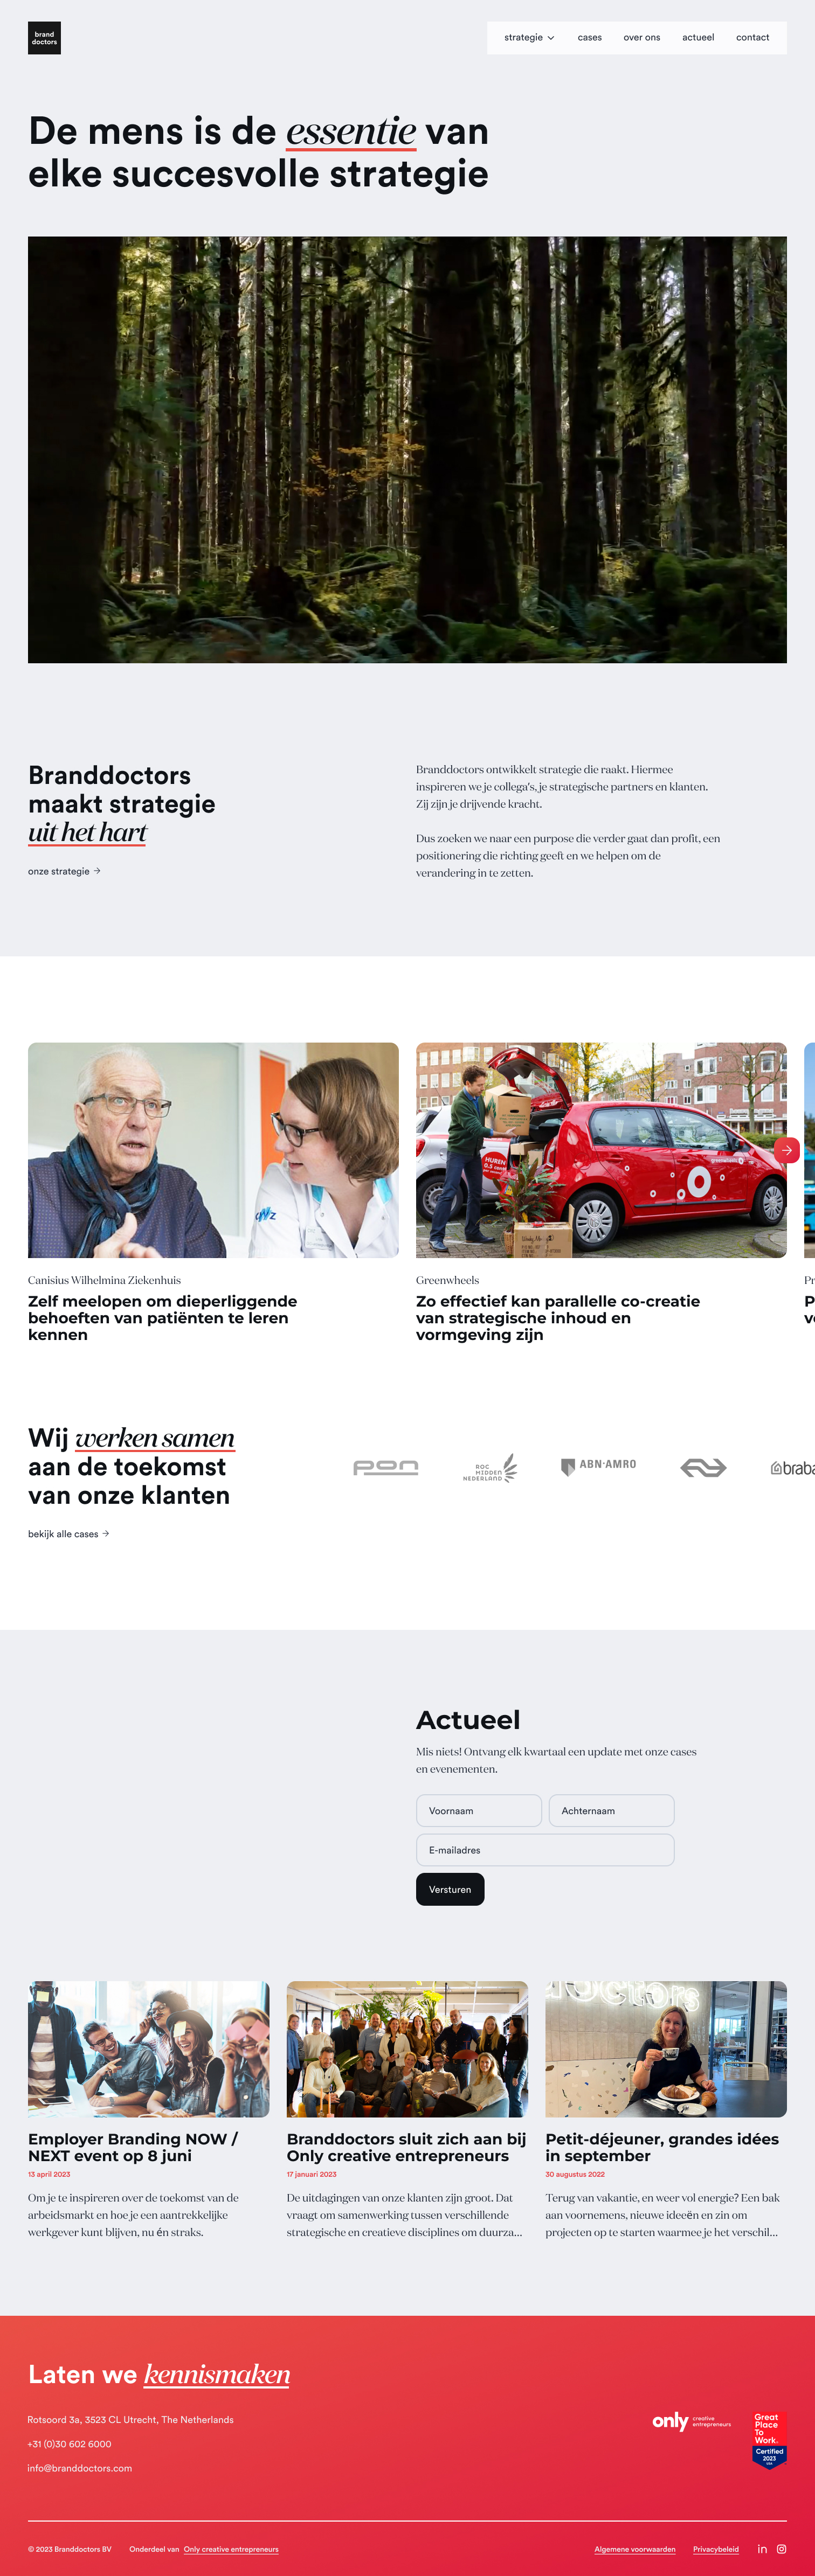 brand
doctors
strategie
cases
over ons
actueel
contact
De mens is de essentie van
elke succesvolle strategie
Branddoctors
maakt strategie
uit het hart
onze strategie
Branddoctors ontwikkelt strategie die raakt. Hiermee
inspireren we je collega's, je strategische partners en klanten.
Zij zijn je drijvende kracht.
Dus zoeken we naar een purpose die verder gaat dan profit, een
positionering die richting geeft en we helpen om de
verandering in te zetten.
HUREN
0.5 cent
greenwheels
Canisius Wilhelmina Ziekenhuis
Zelf meelopen om dieperliggende
behoeften van patiënten te leren
kennen
Greenwheels
Zo effectief kan parallelle co-creatie
van strategische inhoud en
vormgeving zijn
Pr
P
v
Wij werken samen
aan de toekomst
van onze klanten
bekijk alle cases
pon
ROC
MIDDEN
NEDERLAND
ABN·AMRO
braba
Actueel
Mis niets! Ontvang elk kwartaal een update met onze cases
en evenementen.
Voornaam
Achternaam
E-mailadres
Versturen
doctors
Employer Branding NOW /
NEXT event op 8 juni
13 april 2023
Om je te inspireren over de toekomst van de
arbeidsmarkt en hoe je een aantrekkelijke
werkgever kunt blijven, nu én straks.
Branddoctors sluit zich aan bij
Only creative entrepreneurs
17 januari 2023
De uitdagingen van onze klanten zijn groot. Dat
vraagt om samenwerking tussen verschillende
strategische en creatieve disciplines om duurza...
Petit-déjeuner, grandes idées
in september
30 augustus 2022
Terug van vakantie, en weer vol energie? Een bak
aan voornemens, nieuwe ideeën en zin om
projecten op te starten waarmee je het verschil...
Laten we kennismaken
Rotsoord 3a, 3523 CL Utrecht, The Netherlands
+31 (0)30 602 6000
info@branddoctors.com
only creative
entrepreneurs
Great
Place
To
Work.
Certified
2023
USA
© 2023 Branddoctors BV
Onderdeel van Only creative entrepreneurs
Algemene voorwaarden
Privacybeleid
in